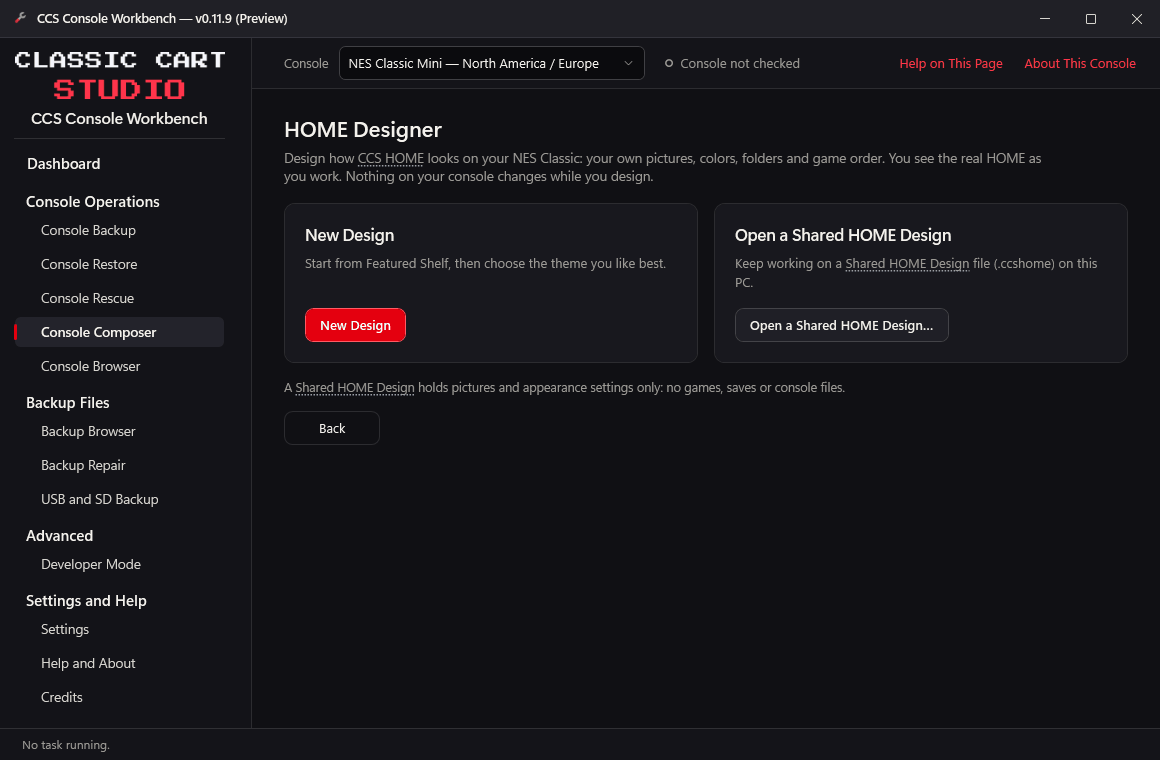 CCS Console Workbench — v0.11.9 (Preview)
CLASSIC CART
STUDIO
CCS Console Workbench
Dashboard
Console Operations
Console Backup
Console Restore
Console Rescue
Console Composer
Console Browser
Backup Files
Backup Browser
Backup Repair
USB and SD Backup
Advanced
Developer Mode
Settings and Help
Settings
Help and About
Credits
Console
NES Classic Mini — North America / Europe
Console not checked
Help on This Page
About This Console
HOME Designer
Design how CCS HOME looks on your NES Classic: your own pictures, colors, folders and game order. You see the real HOME as
you work. Nothing on your console changes while you design.
New Design
Start from Featured Shelf, then choose the theme you like best.
New Design
Open a Shared HOME Design
Keep working on a Shared HOME Design file (.ccshome) on this
PC.
Open a Shared HOME Design...
A Shared HOME Design holds pictures and appearance settings only: no games, saves or console files.
Back
No task running.